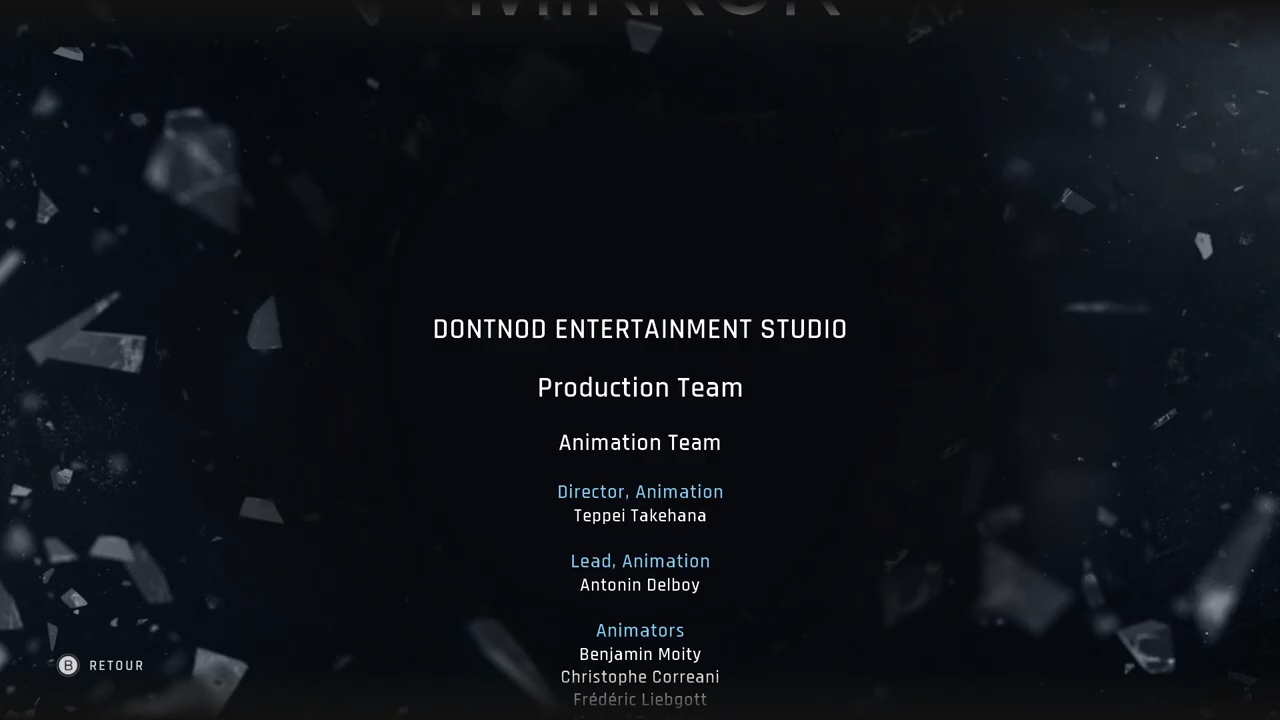 MIRROR
DONTNOD ENTERTAINMENT STUDIO
Production Team
Animation Team
Director, Animation
Teppei Takehana
Lead, Animation
Antonin Delboy
Animators
Benjamin Moity
Christophe Correani
Frédéric Liebgott
B RETOUR